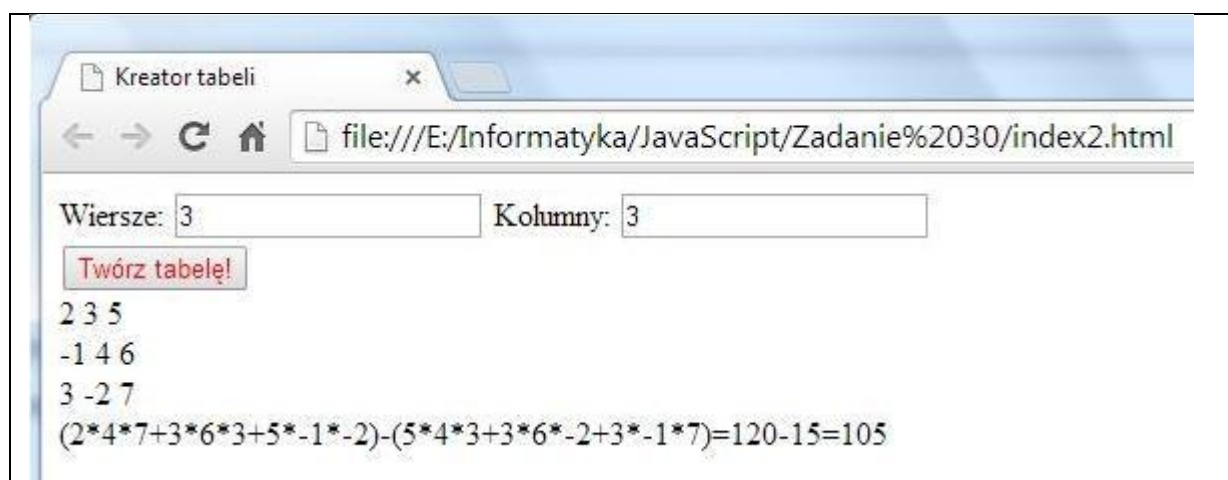 Kreator tabeli
file:///E:/Informatyka/JavaScript/Zadanie%2030/index2.html
Wiersze: 3 Kolumny: 3
Twórz tabelę!
2 3 5
-1 4 6
3 -2 7
(2*4*7+3*6*3+5*-1*-2)-(5*4*3+3*6*-2+3*-1*7)=120-15=105